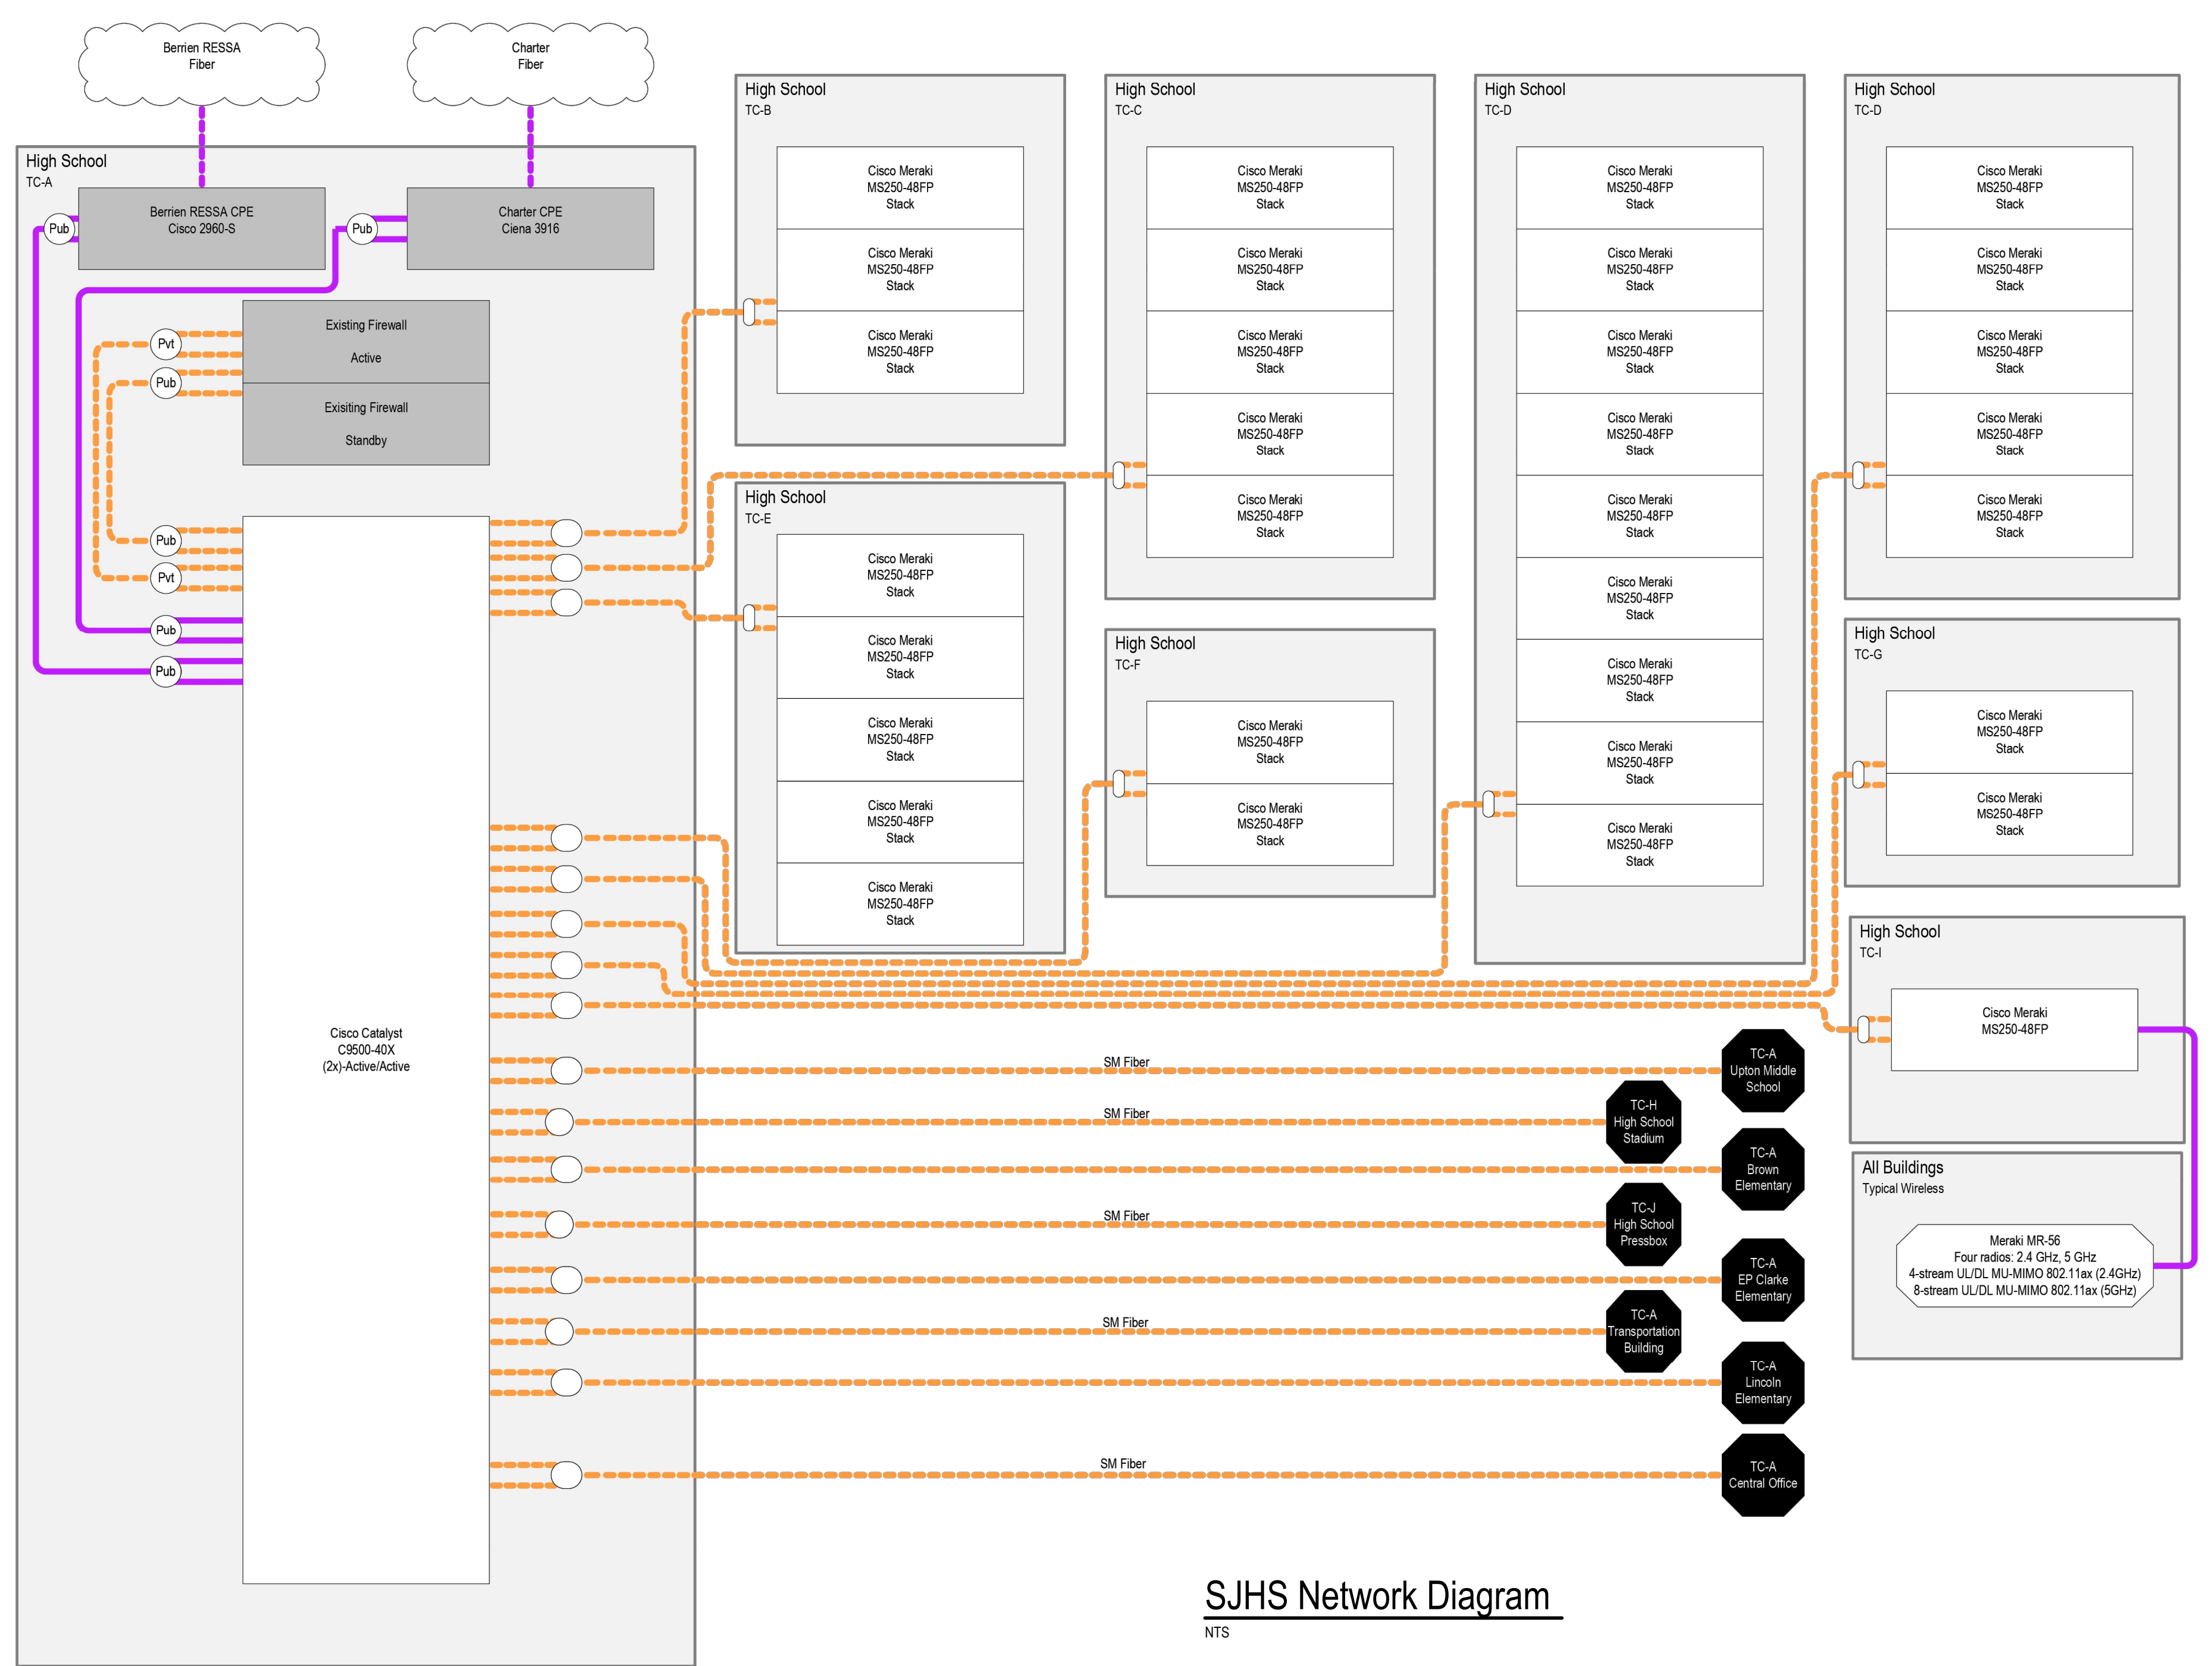 Berrien RESSA
Fiber
Charter
Fiber
High School
TC-A
Berrien RESSA CPE
Cisco 2960-S
Charter CPE
Ciena 3916
Pub
Pub
Existing Firewall
Active
Exisiting Firewall
Standby
Pvt
Pub
Pub
Pvt
Pub
Pub
Cisco Catalyst
C9500-40X
(2x)-Active/Active
High School
TC-B
Cisco Meraki
MS250-48FP
Stack
Cisco Meraki
MS250-48FP
Stack
Cisco Meraki
MS250-48FP
Stack
High School
TC-C
Cisco Meraki
MS250-48FP
Stack
Cisco Meraki
MS250-48FP
Stack
Cisco Meraki
MS250-48FP
Stack
Cisco Meraki
MS250-48FP
Stack
Cisco Meraki
MS250-48FP
Stack
High School
TC-D
Cisco Meraki
MS250-48FP
Stack
Cisco Meraki
MS250-48FP
Stack
Cisco Meraki
MS250-48FP
Stack
Cisco Meraki
MS250-48FP
Stack
Cisco Meraki
MS250-48FP
Stack
Cisco Meraki
MS250-48FP
Stack
Cisco Meraki
MS250-48FP
Stack
Cisco Meraki
MS250-48FP
Stack
Cisco Meraki
MS250-48FP
Stack
High School
TC-D
Cisco Meraki
MS250-48FP
Stack
Cisco Meraki
MS250-48FP
Stack
Cisco Meraki
MS250-48FP
Stack
Cisco Meraki
MS250-48FP
Stack
Cisco Meraki
MS250-48FP
Stack
High School
TC-E
Cisco Meraki
MS250-48FP
Stack
Cisco Meraki
MS250-48FP
Stack
Cisco Meraki
MS250-48FP
Stack
Cisco Meraki
MS250-48FP
Stack
Cisco Meraki
MS250-48FP
Stack
High School
TC-F
Cisco Meraki
MS250-48FP
Stack
Cisco Meraki
MS250-48FP
Stack
High School
TC-G
Cisco Meraki
MS250-48FP
Stack
Cisco Meraki
MS250-48FP
Stack
High School
TC-I
Cisco Meraki
MS250-48FP
All Buildings
Typical Wireless
Meraki MR-56
Four radios: 2.4 GHz, 5 GHz
4-stream UL/DL MU-MIMO 802.11ax (2.4GHz)
8-stream UL/DL MU-MIMO 802.11ax (5GHz)
SM Fiber
TC-A
Upton Middle
School
SM Fiber
TC-H
High School
Stadium
TC-A
Brown
Elementary
SM Fiber
TC-J
High School
Pressbox
TC-A
EP Clarke
Elementary
SM Fiber
TC-A
Transportation
Building
TC-A
Lincoln
Elementary
SM Fiber
TC-A
Central Office
SJHS Network Diagram
NTS